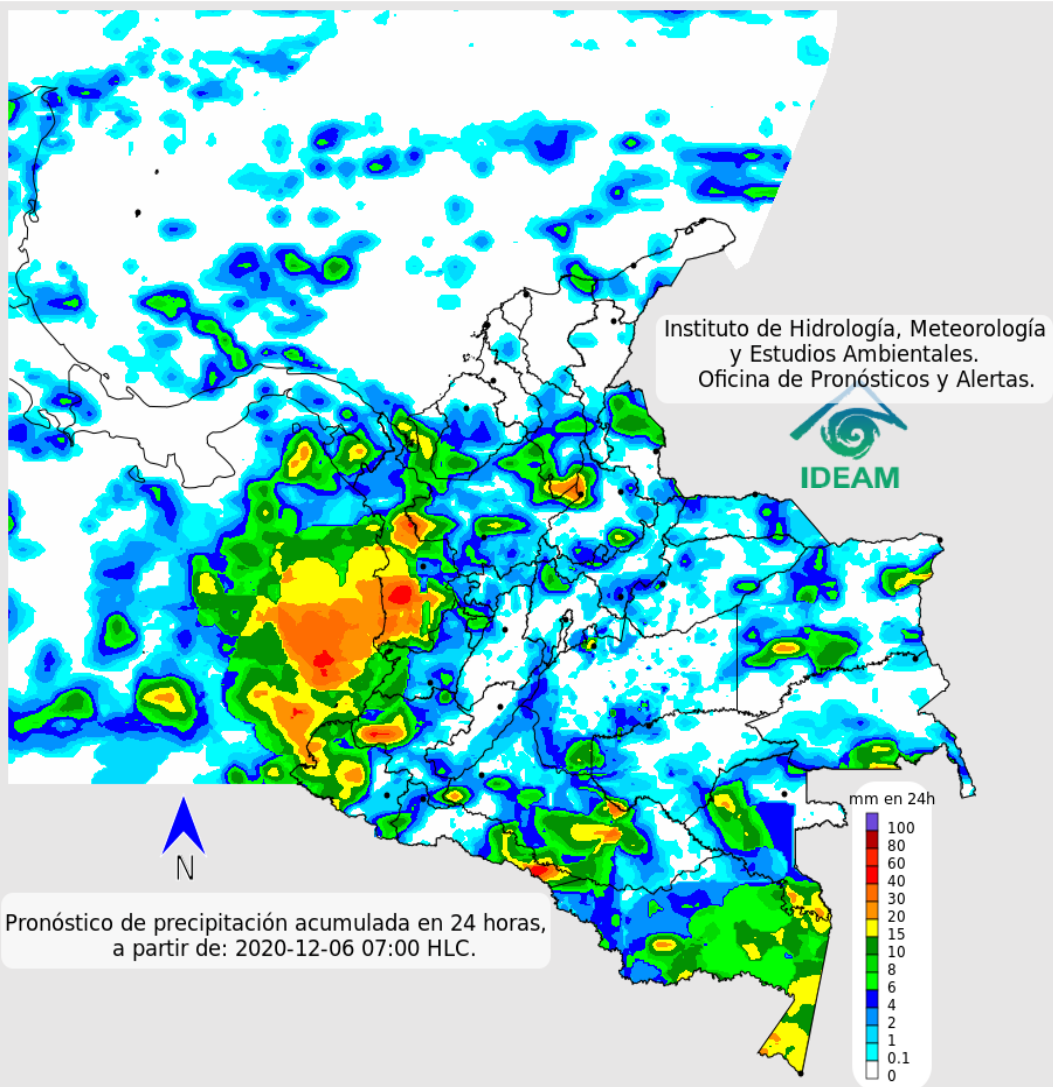 Instituto de Hidrología, Meteorología
y Estudios Ambientales.
Oficina de Pronósticos y Alertas.
IDEAM
mm en 24h
100
80
60
40
30
20
15
10
8
6
4
2
1
0.1
0
N
Pronóstico de precipitación acumulada en 24 horas,
a partir de: 2020-12-06 07:00 HLC.